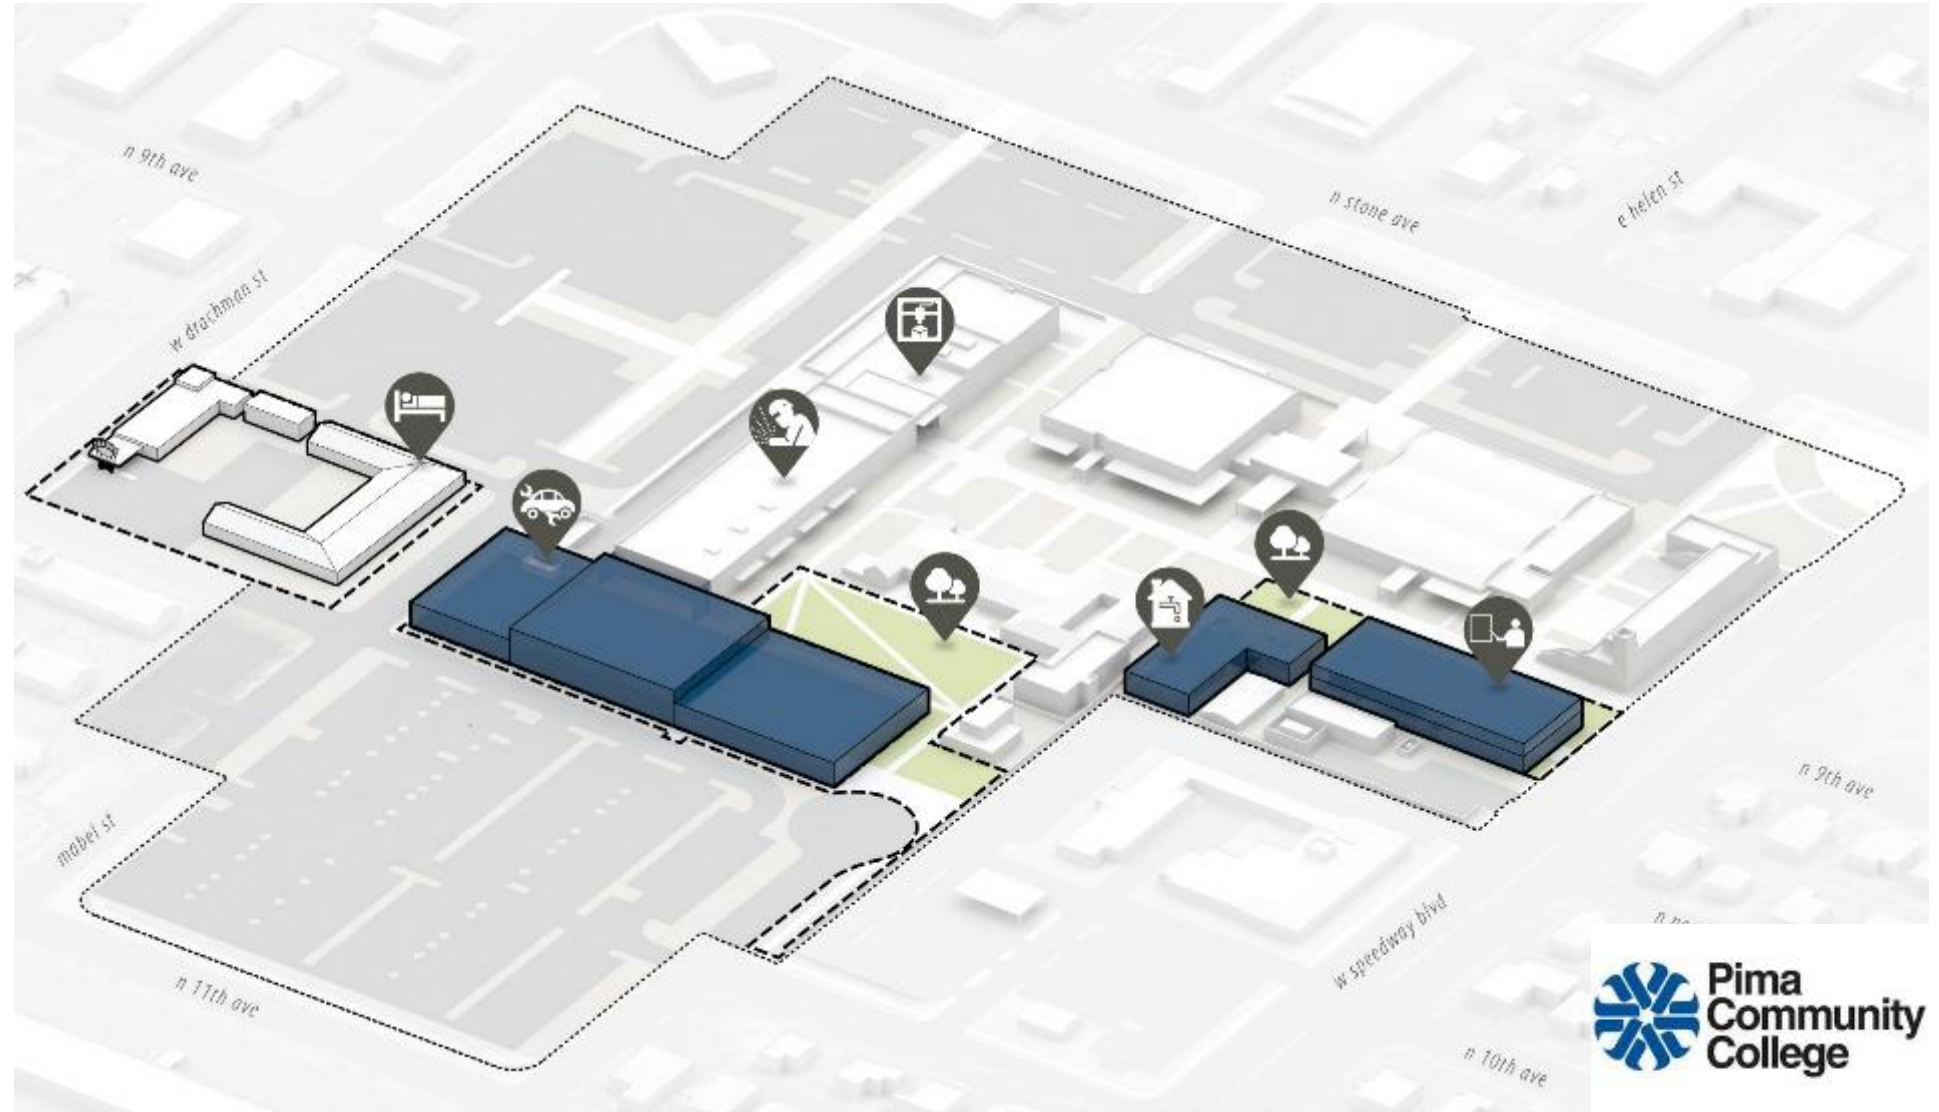 n 9th ave
n stone ave
e helen st
w drachman st
n 9th ave
mabel st
w speedway blvd
n 11th ave
n 10th ave
Pima
Community
College